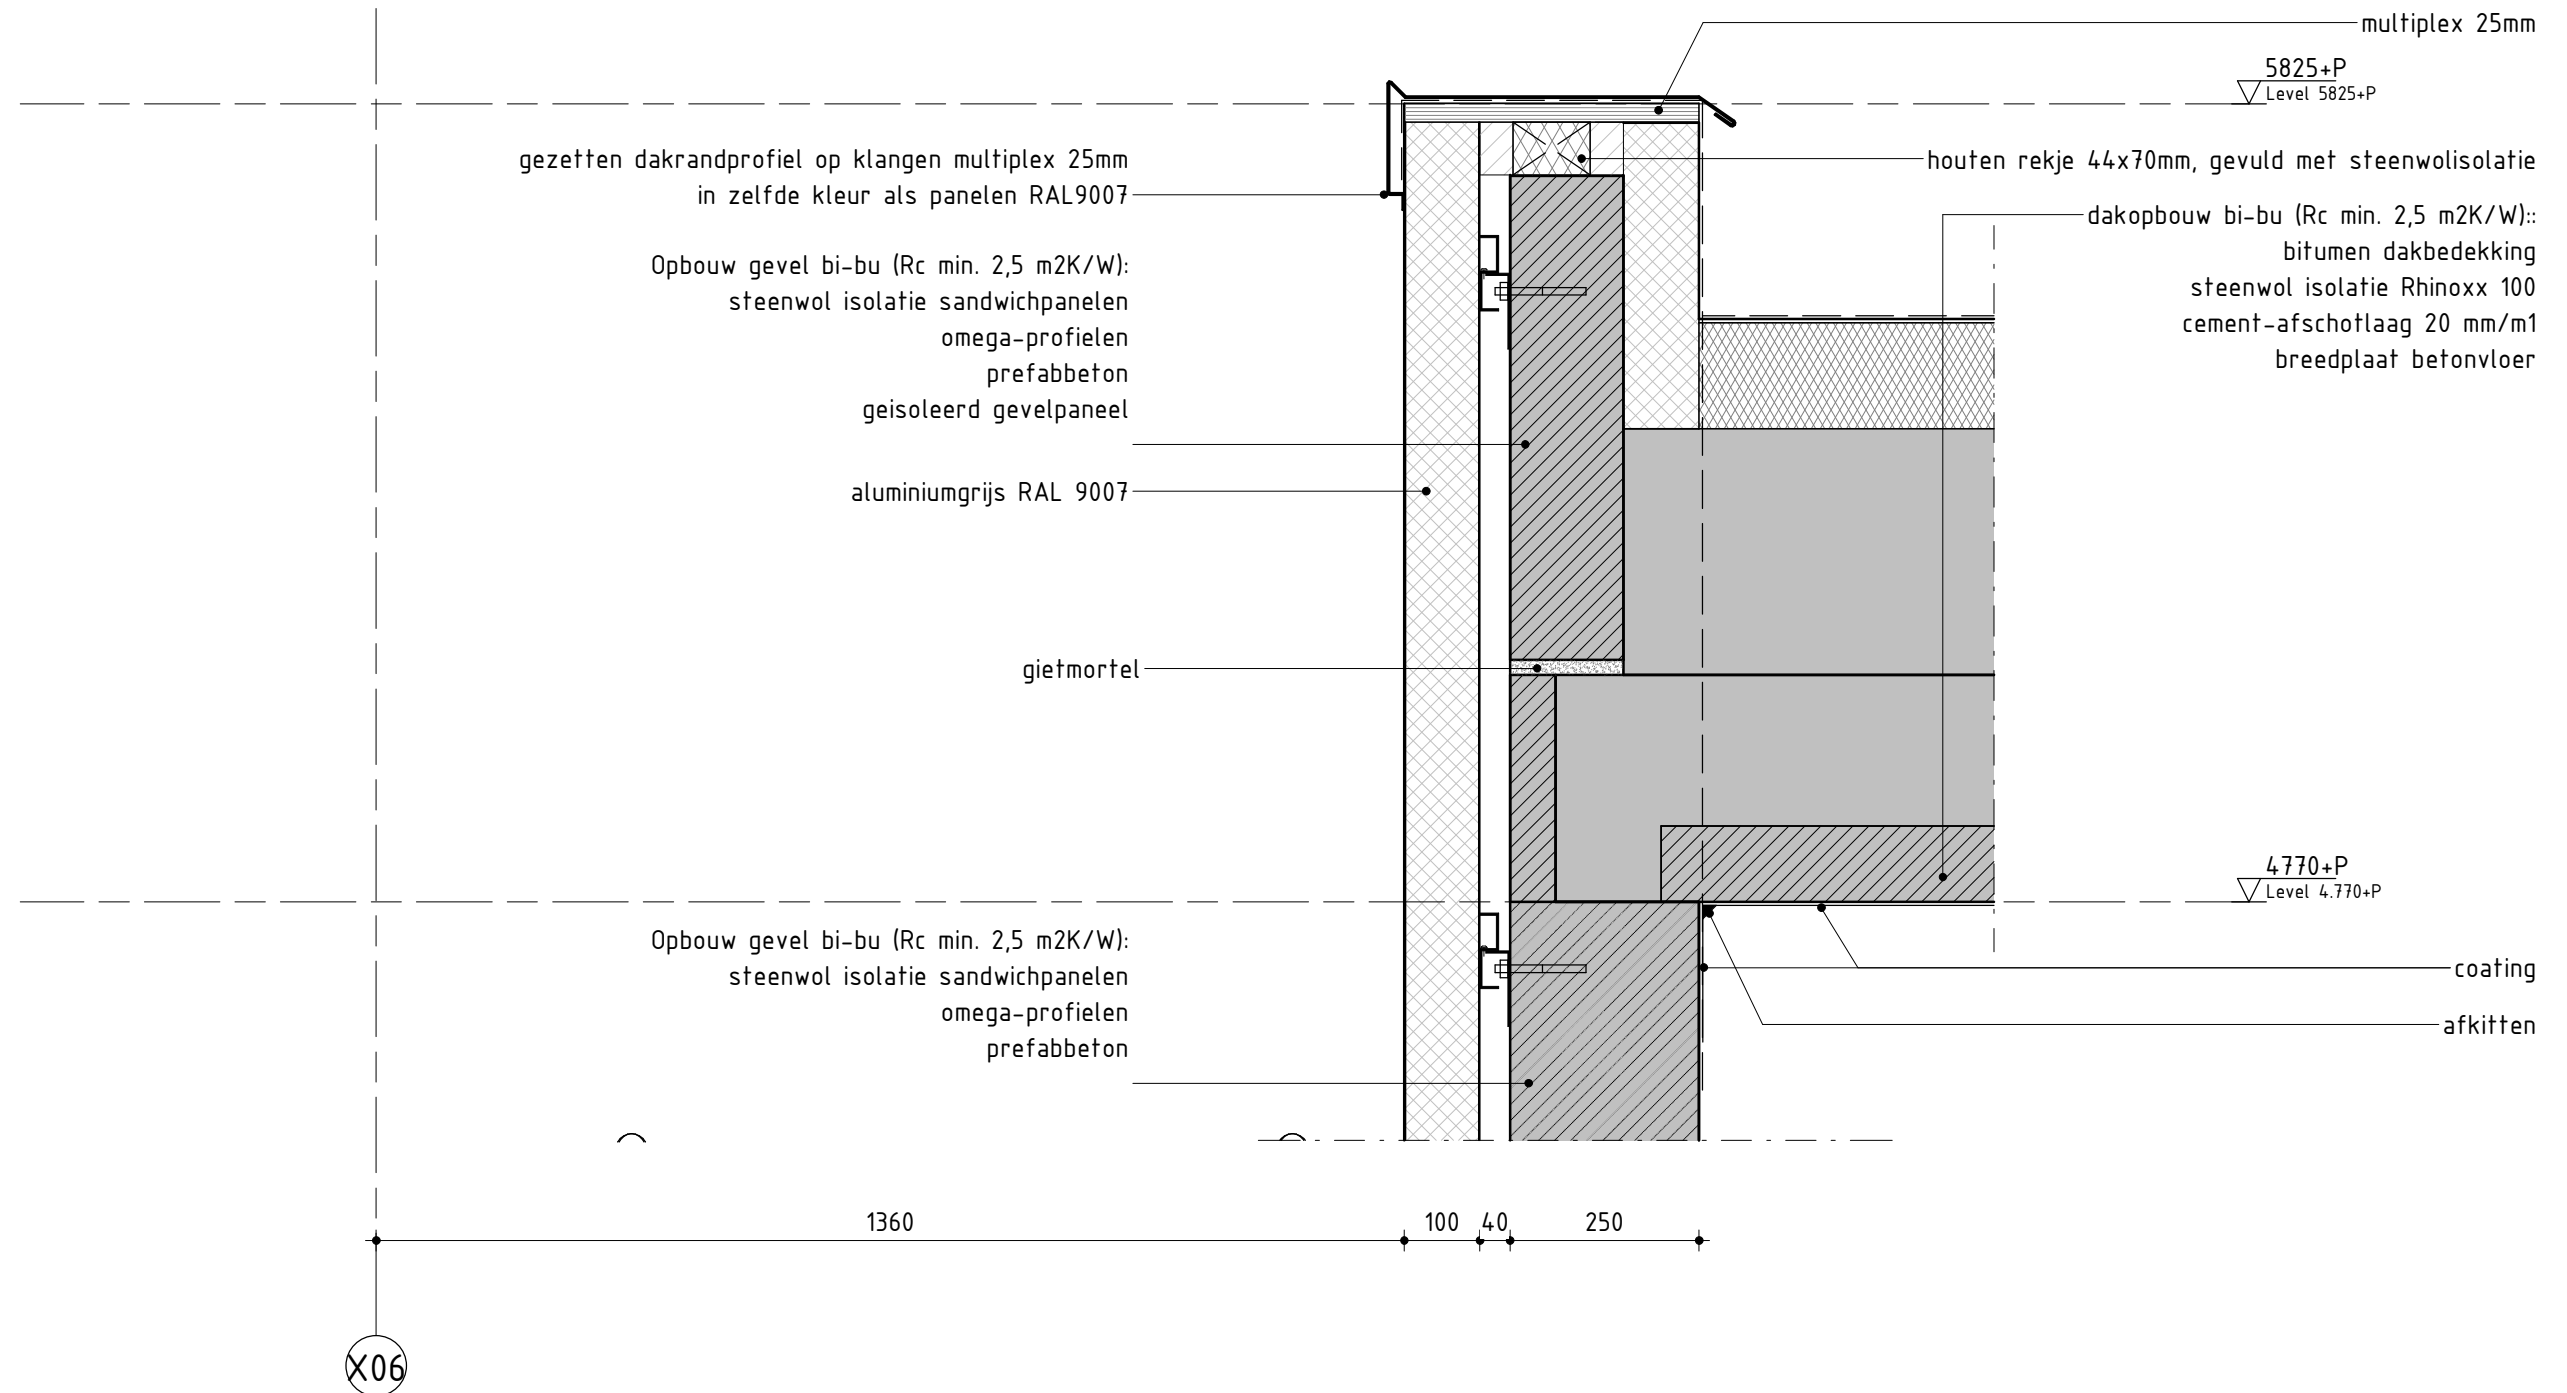 multiplex 25mm
5825+P
Level 5825+P
gezetten dakrandprofiel op klangen multiplex 25mm
in zelfde kleur als panelen RAL9007
houten rekje 44x70mm, gevuld met steenwolisolatie
dakopbouw bi-bu (Rc min. 2,5 m2K/W)::
bitumen dakbedekking
steenwol isolatie Rhinoxx 100
cement-afschotlaag 20 mm/m1
breedplaat betonvloer
Opbouw gevel bi-bu (Rc min. 2,5 m2K/W):
steenwol isolatie sandwichpanelen
omega-profielen
prefabbeton
geisoleerd gevelpaneel
aluminiumgrijs RAL 9007
gietmortel
4770+P
Level 4.770+P
Opbouw gevel bi-bu (Rc min. 2,5 m2K/W):
steenwol isolatie sandwichpanelen
omega-profielen
prefabbeton
coating
afkitten
1360 100 40 250
X06